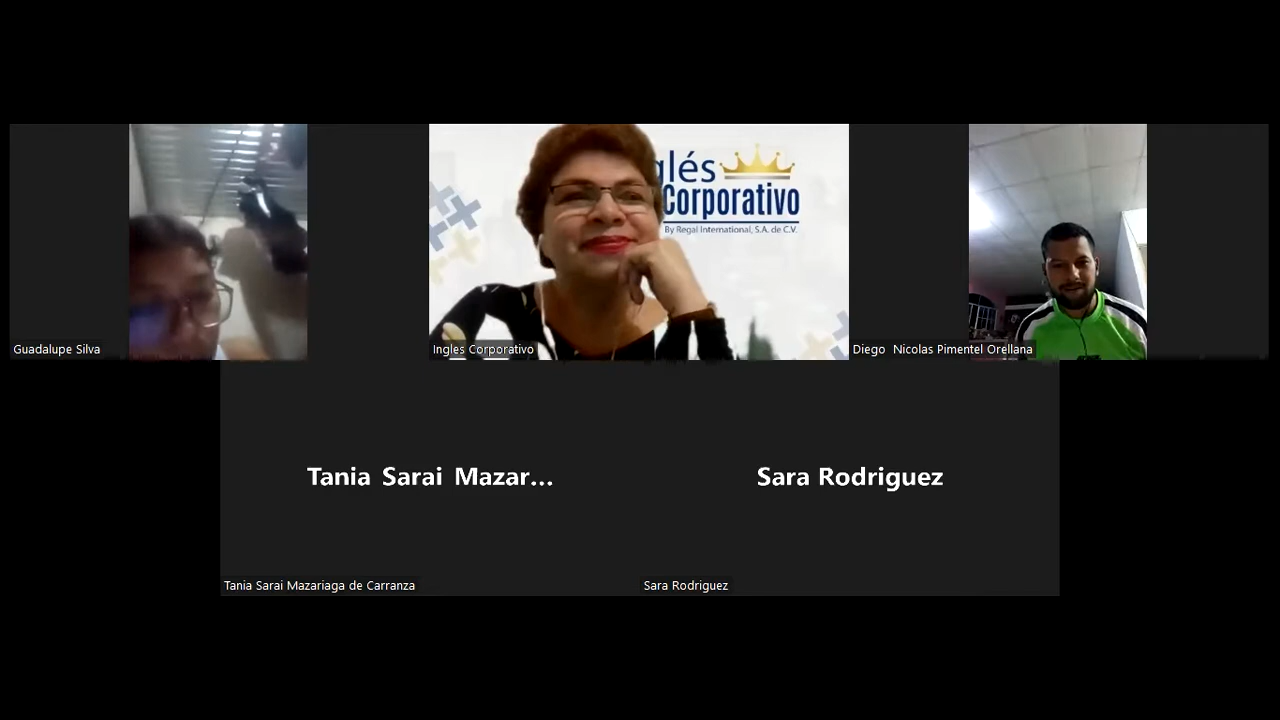 glés
Corporativo
By Regal International, S.A. de C.V.
Guadalupe Silva
Ingles Corporativo
Diego Nicolas Pimentel Orellana
Tania Sarai Mazar...
Sara Rodriguez
Tania Sarai Mazariaga de Carranza
Sara Rodriguez